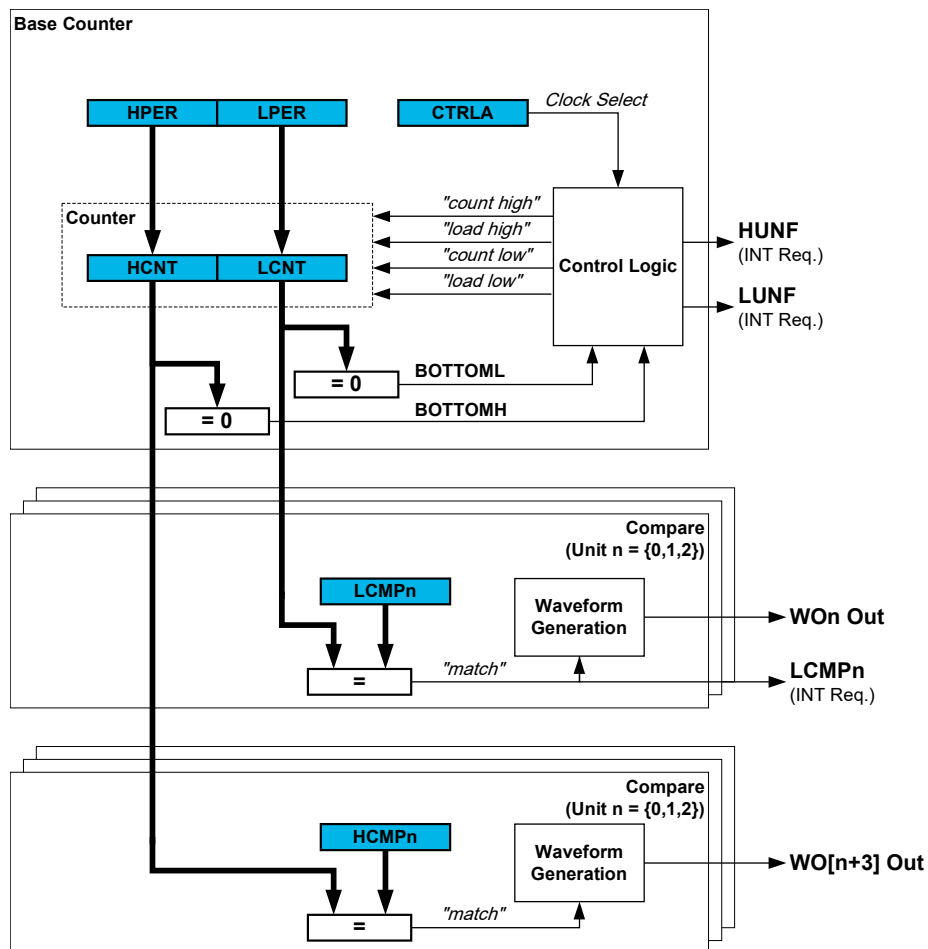 Base Counter
HPER LPER CTRLA Clock Select
Counter
"count high"
"load high"
"count low"
"load low"
HCNT LCNT
Control Logic
HUNF
(INT Req.)
LUNF
(INT Req.)
= 0 BOTTOML
= 0 BOTTOMH
Compare
(Unit n = {0,1,2})
LCMPn
Waveform
Generation
WOn Out
= "match"
LCMPn
(INT Req.)
Compare
(Unit n = {0,1,2})
HCMPn
Waveform
Generation
WO[n+3] Out
= "match"